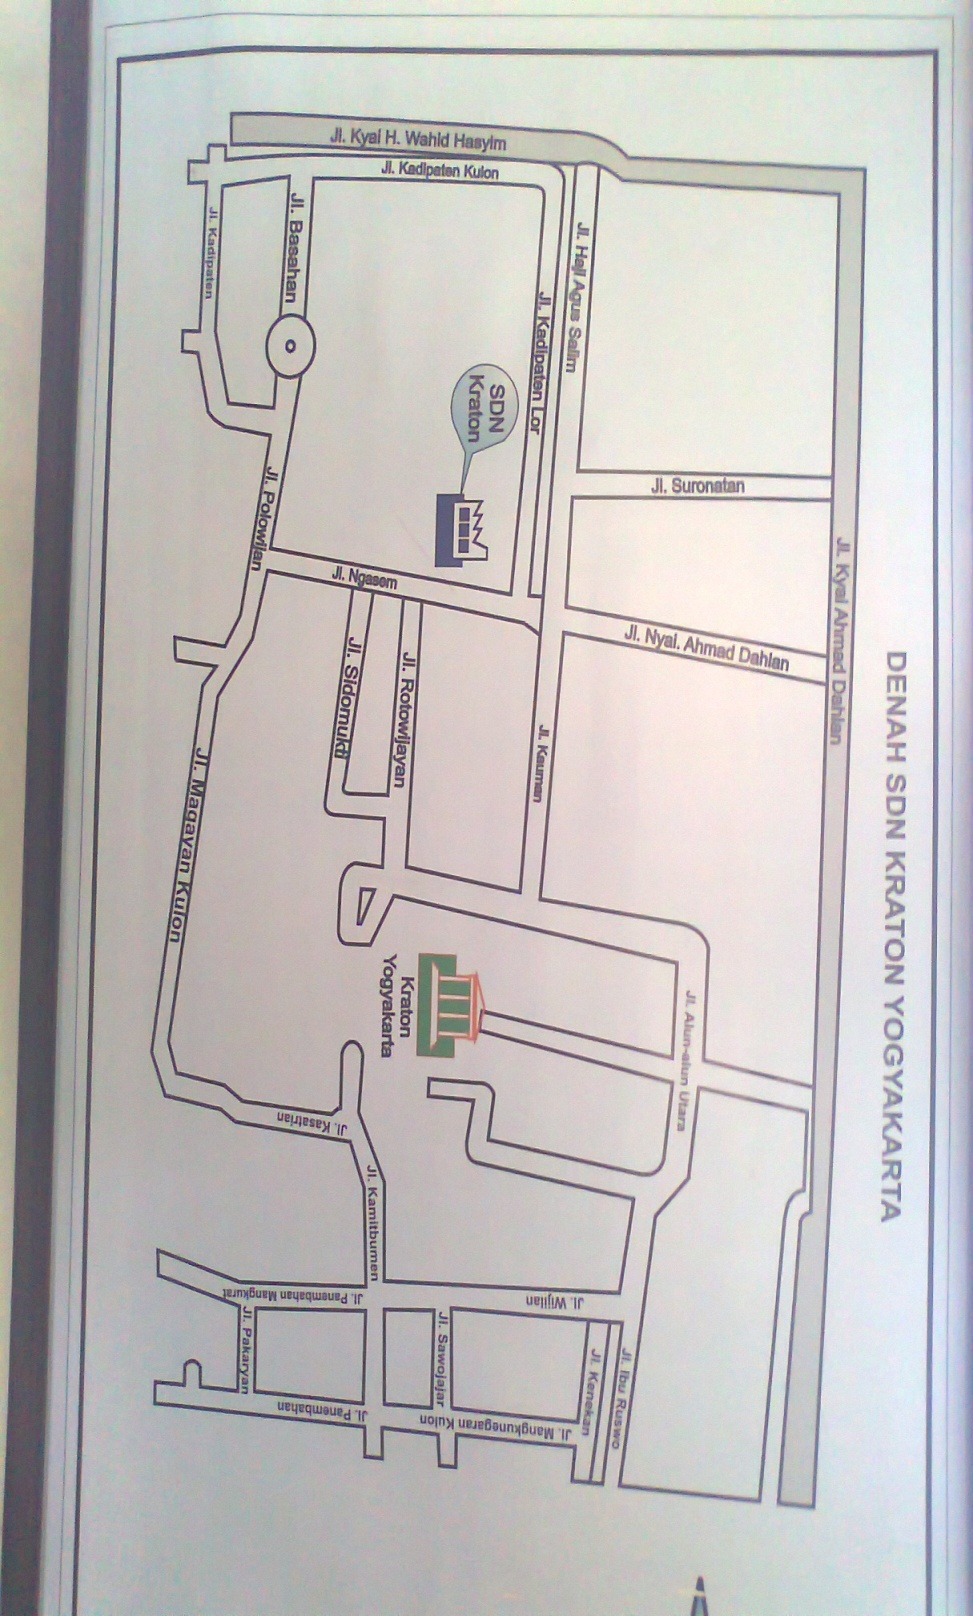 DENAH SDN KRATON YOGYAKARTA
Jl. Kyai Ahmad Dahlan
Jl. Kyai H. Wahid Hasyim
Jl. Suronatan
Jl. Nyai. Ahmad Dahlan
Jl. Haji Agus Salim
Jl. Kadipaten Lor
Jl. Kadipaten Kulon
Jl. Kauman
Jl. Alun-alun Utara
SDN
Kraton
Jl. Ngasem
Jl. Rotowijayan
Jl. Sidomukti
Kraton
Yogyakarta
Jl. Basahan
Jl. Kadipaten
Jl. Polowijan
Jl. Magayan Kulon
Jl. Kasatrian
Jl. Kamitbumen
Jl. Wijilan
Jl. Ibu Ruswo
Jl. Kenekan
Jl. Sawojajar
Jl. Mangkunegaran Kulon
Jl. Panembahan Mangkurat
Jl. Pakaryan
Jl. Panembahan